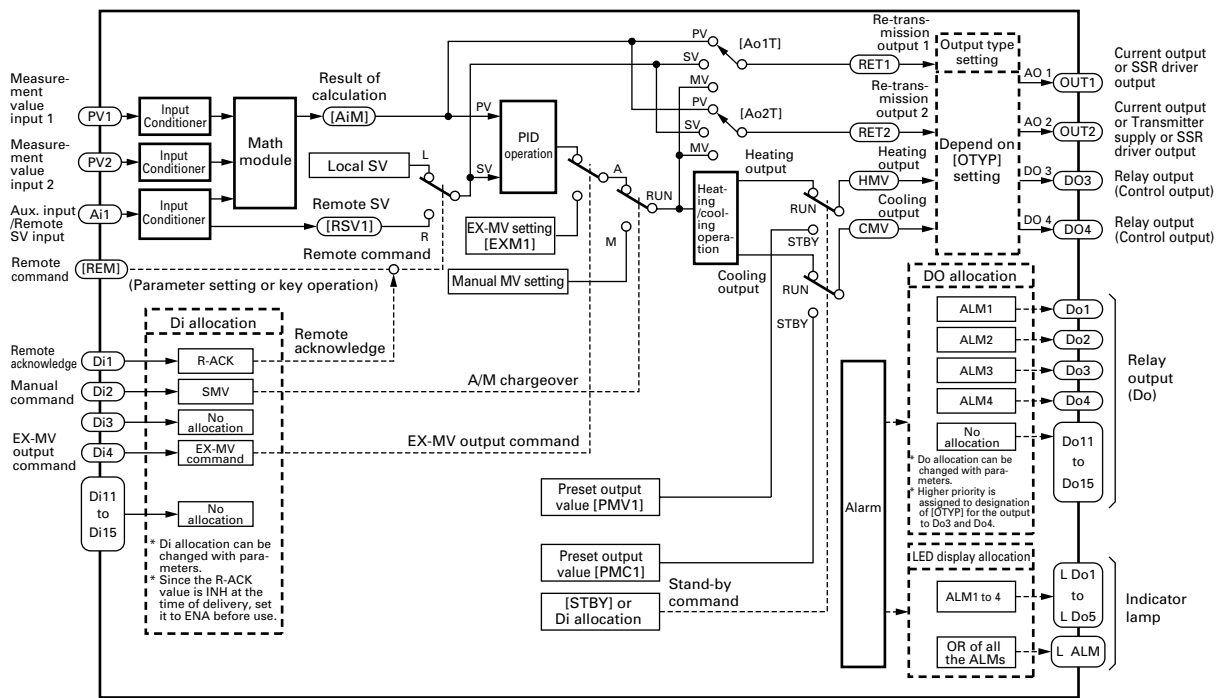 Measure-
ment
value
input 1
PV1
Input
Conditioner
Measure-
ment
value
input 2
PV2
Input
Conditioner
Aux. input
/Remote
SV input
Ai1
Input
Conditioner
Math
module
Result of
calculation
[AiM]
Local SV
L
Remote SV
[RSV1]
R
Remote
command
[REM]
Remote command
(Parameter setting or key operation)
PV
SV
PID
operation
EX-MV setting
[EXM1]
Manual MV setting
A
M
RUN
PV
SV
MV
[Ao1T]
PV
SV
MV
[Ao2T]
Re-trans-
mission
output 1
RET1
Re-trans-
mission
output 2
RET2
Heating
output
HMV
Cooling
output
CMV
Heating
output
Heat-
ing
/cool-
ing
opera-
tion
Cooling
output
RUN
STBY
RUN
STBY
Output type
setting
Depend on
[OTYP]
setting
AO 1
OUT1
Current output
or SSR driver
output
AO 2
OUT2
Current output
or Transmitter
supply or SSR
driver output
DO 3
DO3
Relay output
(Control output)
DO 4
DO4
Relay output
(Control output)
Di allocation
Remote
acknowledge
Di1
R-ACK
Remote
acknowledge
Manual
command
Di2
SMV
A/M chargeover
Di3
No
allocation
EX-MV
output
command
Di4
EX-MV
command
EX-MV output command
Di11
to
Di15
No
allocation
* Di allocation can be
changed with para-
meters.
* Since the R-ACK
value is INH at the
time of delivery, set
it to ENA before use.
Preset output
value [PMV1]
Preset output
value [PMC1]
[STBY] or
Di allocation
Stand-by
command
Alarm
DO allocation
ALM1
Do1
ALM2
Do2
ALM3
Do3
ALM4
Do4
No
allocation
Do11
to
Do15
Relay
output
(Do)
* Do allocation can be
changed with para-
meters.
* Higher priority is
assigned to designation
of [OTYP] for the output
to Do3 and Do4.
LED display allocation
ALM1 to 4
L Do1
to
L Do5
OR of all
the ALMs
L ALM
Indicator
lamp